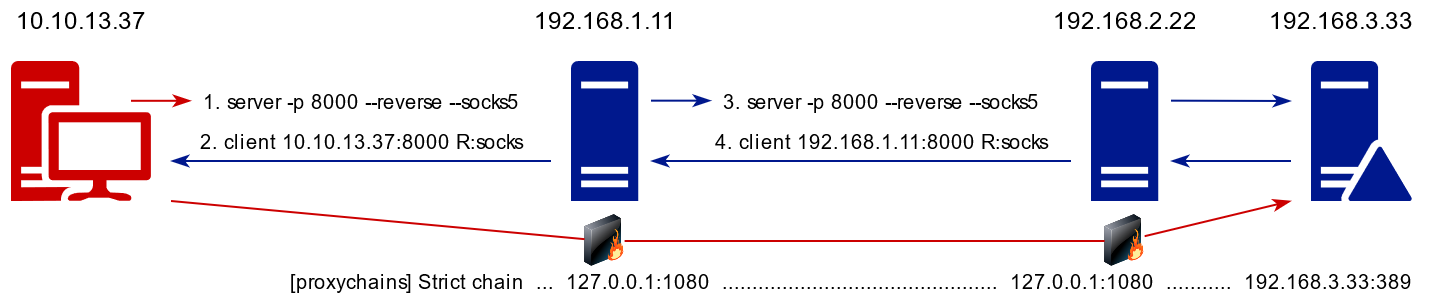 10.10.13.37 192.168.1.11 192.168.2.22 192.168.3.33
1. server -p 8000 --reverse --socks5 3. server -p 8000 --reverse --socks5
2. client 10.10.13.37:8000 R:socks 4. client 192.168.1.11:8000 R:socks
[proxychains] Strict chain ... 127.0.0.1:1080 .............................................. 127.0.0.1:1080 ........... 192.168.3.33:389